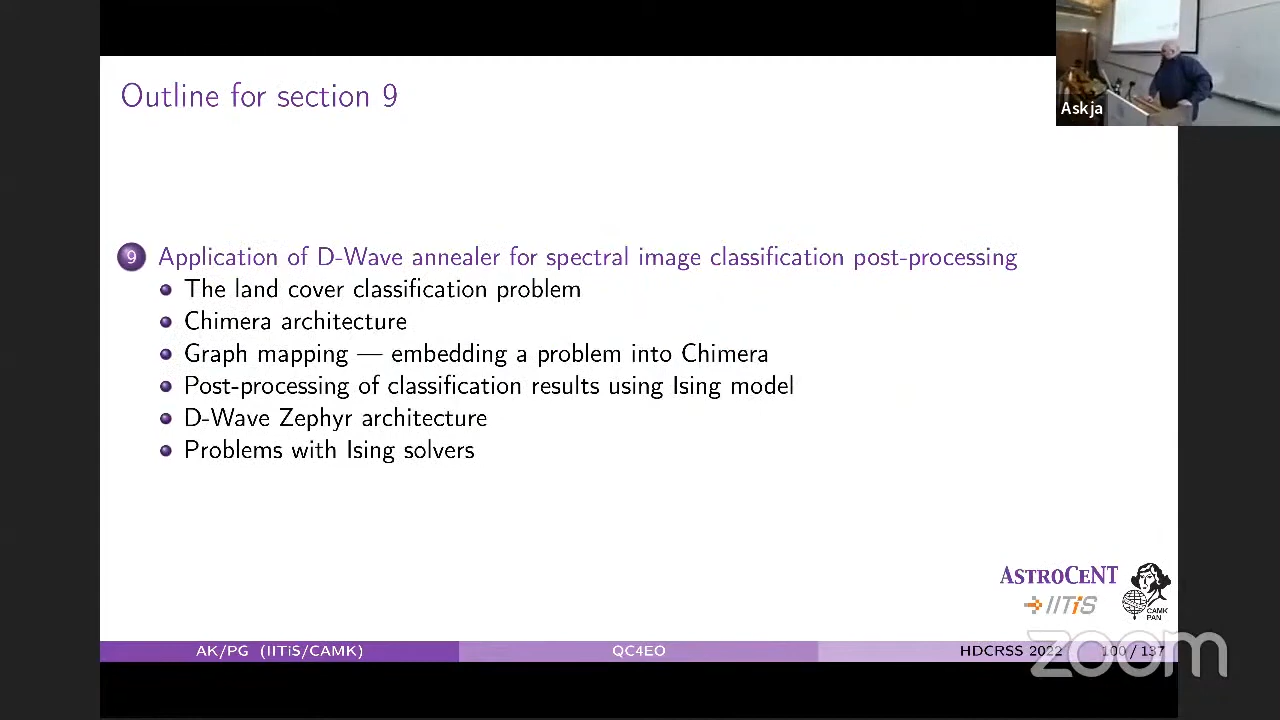 Outline for section 9
Askja
9 Application of D-Wave annealer for spectral image classification post-processing
The land cover classification problem
Chimera architecture
Graph mapping — embedding a problem into Chimera
Post-processing of classification results using Ising model
D-Wave Zephyr architecture
Problems with Ising solvers
ASTROCENT
IITiS
CAMK
PAN
AK/PG (IITiS/CAMK) QC4EO HDCRSS 2022 100 / 137
zoom